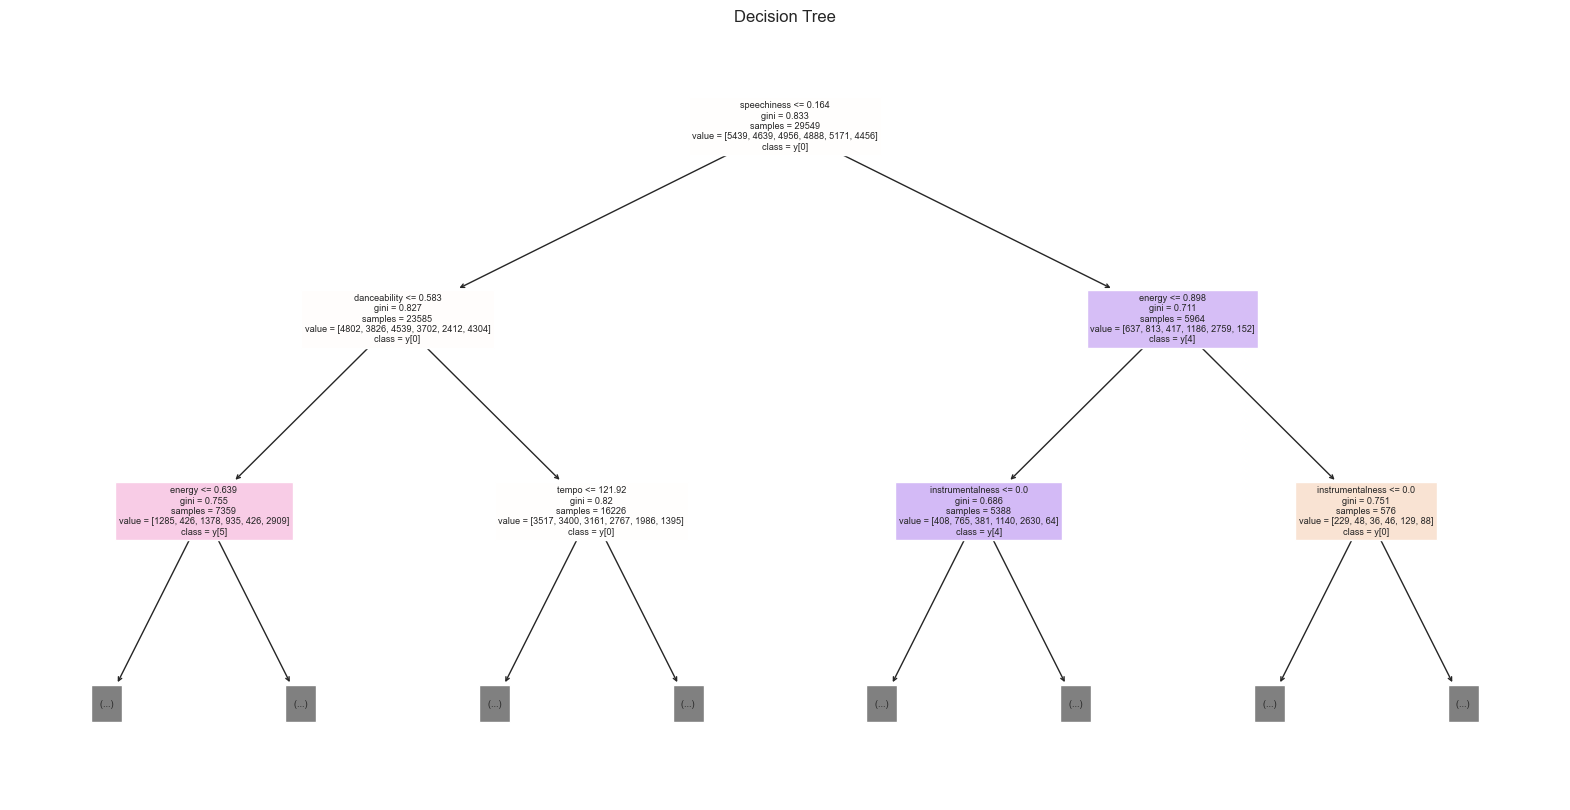 Decision Tree
speechiness <= 0.164
gini = 0.833
samples = 29549
value = [5439, 4639, 4956, 4888, 5171, 4456]
class = y[0]
danceability <= 0.583
gini = 0.827
samples = 23585
value = [4802, 3826, 4539, 3702, 2412, 4304]
class = y[0]
energy <= 0.898
gini = 0.711
samples = 5964
value = [637, 813, 417, 1186, 2759, 152]
class = y[4]
energy <= 0.639
gini = 0.755
samples = 7359
value = [1285, 426, 1378, 935, 426, 2909]
class = y[5]
tempo <= 121.92
gini = 0.82
samples = 16226
value = [3517, 3400, 3161, 2767, 1986, 1395]
class = y[0]
instrumentalness <= 0.0
gini = 0.686
samples = 5388
value = [408, 765, 381, 1140, 2630, 64]
class = y[4]
instrumentalness <= 0.0
gini = 0.751
samples = 576
value = [229, 48, 36, 46, 129, 88]
class = y[0]
(...)
(...)
(...)
(...)
(...)
(...)
(...)
(...)